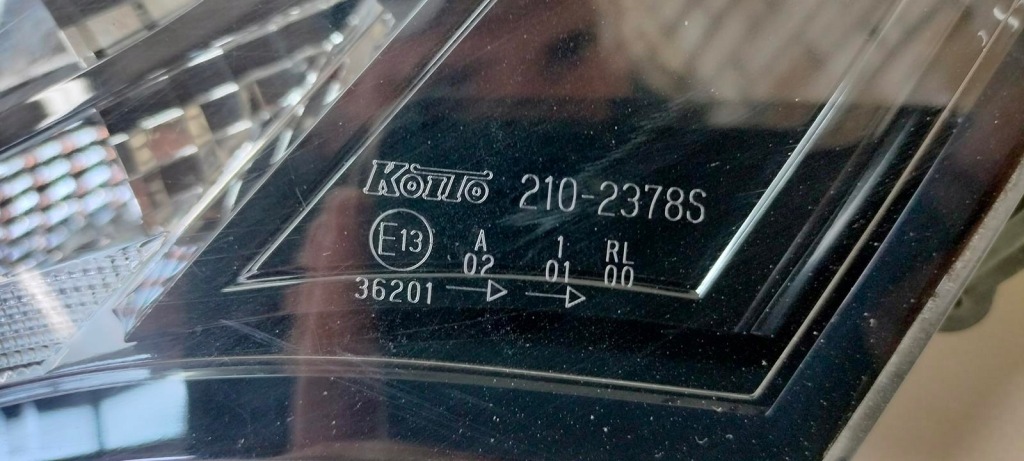 Koito 210-2378S
E13 A 1 RL
02 01 00
36201 → →